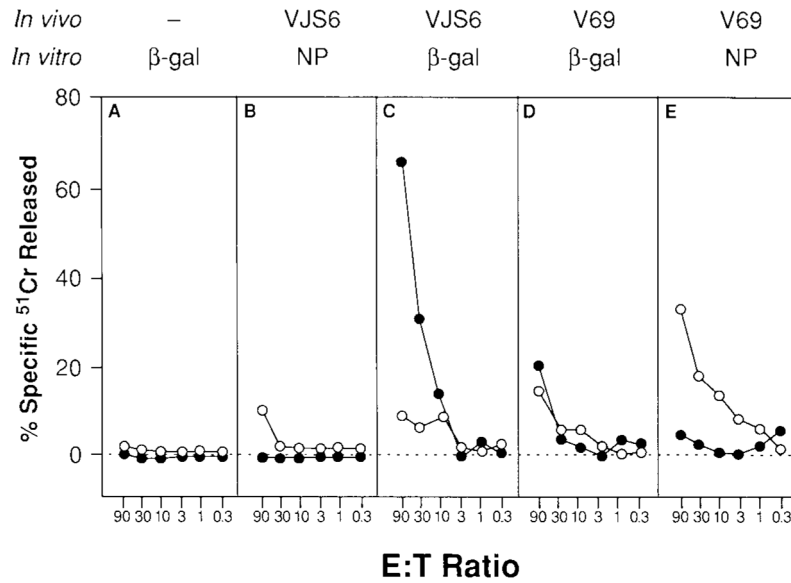 In vivo – VJS6 VJS6 V69 V69
In vitro β-gal NP β-gal β-gal NP
80 A B C D E
60
40
20
0
% Specific ⁵¹Cr Released
90 30 10 3 1 0.3 90 30 10 3 1 0.3 90 30 10 3 1 0.3 90 30 10 3 1 0.3 90 30 10 3 1 0.3
E:T Ratio